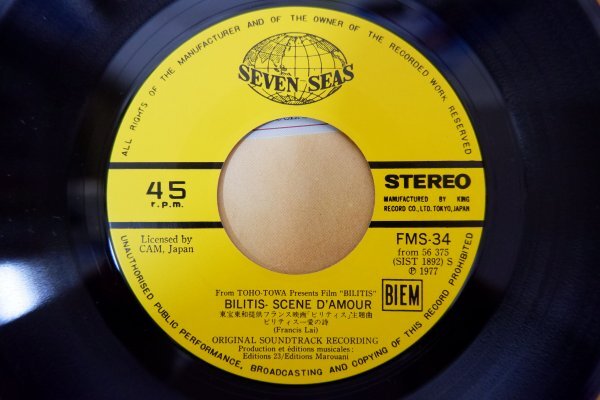 ALL RIGHTS OF THE MANUFACTURER AND OF THE OWNER OF THE RECORDED WORK RESERVED
SEVEN SEAS
45
r.p.m.
STEREO
MANUFACTURED BY KING
RECORD CO., LTD. TOKYO, JAPAN
Licensed by
CAM, Japan
FMS-34
from 56 375
(SIST 1892) S
Ⓟ 1977
BIEM
From TOHO-TOWA Presents Film "BILITIS"
BILITIS- SCENE D'AMOUR
東宝東和提供フランス映画「ビリティス」主題曲
ビリティス―愛の詩
(Francis Lai)
ORIGINAL SOUNDTRACK RECORDING
Production et éditions musicales:
Editions 23/Editions Marouani
UNAUTHORISED PUBLIC PERFORMANCE, BROADCASTING AND COPYING OF THIS RECORD PROHIBITED